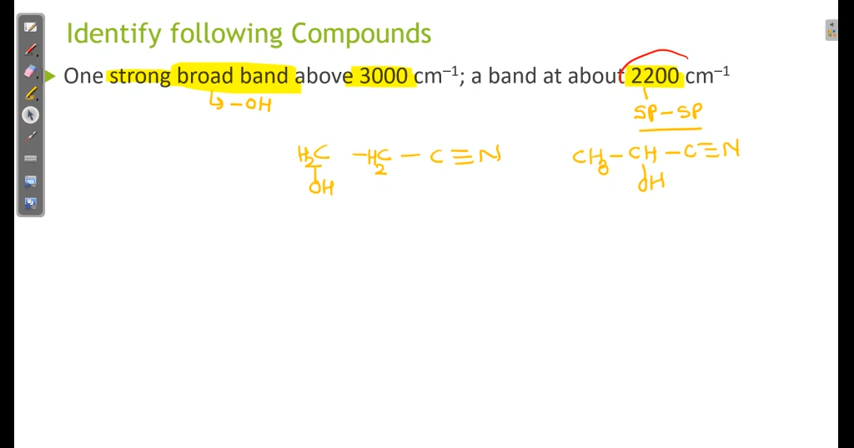 Identify following Compounds
One strong broad band above 3000 cm⁻¹; a band at about 2200 cm⁻¹
↳ -OH
SP-SP
H₂C -H₂C - C≡N
OH
CH₃-CH-C≡N
OH